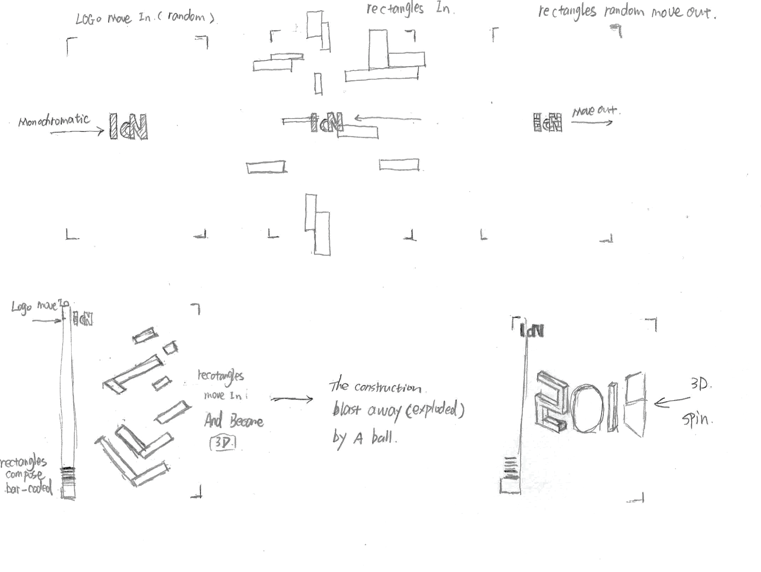 LOGO move In. (random)
rectangles In.
rectangles random move out.
Monochromatic
IdN
IdN
IdN
Move out.
Logo move In
IdN
rectangles
compose
bar-coded
rectangles
move In:
And Become
3D.
The construction.
blast away (exploded)
by A ball.
IdN
2014
3D.
spin.